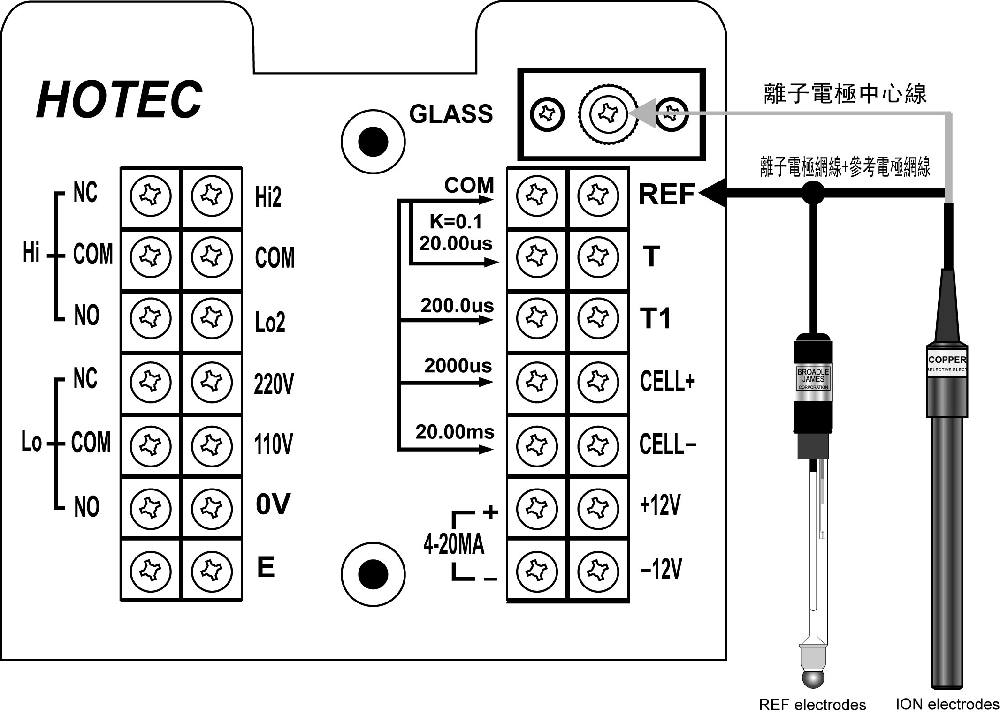 HOTEC
GLASS
離子電極中心線
離子電極網線+參考電極網線
NC
Hi
COM
NO
NC
Lo
COM
NO
Hi2
COM
Lo2
220V
110V
0V
E
COM
K=0.1
20.00us
200.0us
2000us
20.00ms
+
4-20MA
−
REF
T
T1
CELL+
CELL−
+12V
−12V
BROADLE
JAMES
CORPORATION
COPPER
SELECTIVE ELECT
REF electrodes
ION electrodes